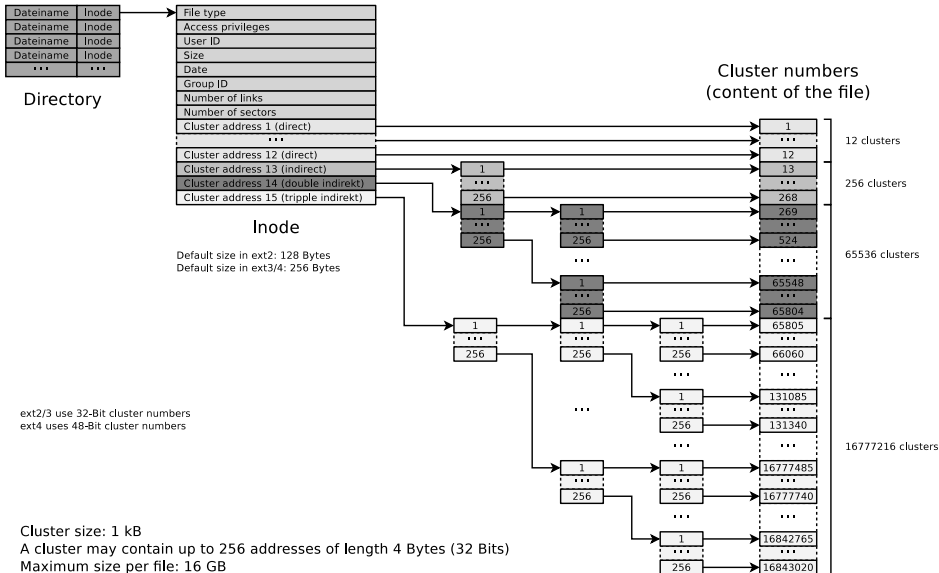 Dateiname Inode
Dateiname Inode
Dateiname Inode
Dateiname Inode
... ...
Directory
File type
Access privileges
User ID
Size
Date
Group ID
Number of links
Number of sectors
Cluster address 1 (direct)
...
Cluster address 12 (direct)
Cluster address 13 (indirect)
Cluster address 14 (double indirekt)
Cluster address 15 (tripple indirekt)
Inode
Default size in ext2: 128 Bytes
Default size in ext3/4: 256 Bytes
Cluster numbers
(content of the file)
1
...
12
12 clusters
1 13
... ...
256 268
256 clusters
1 1 269
... ... ...
256 256 524
... ...
65536 clusters
1 65548
... ...
256 65804
1 1 1 65805
... ... ... ...
256 256 256 66060
... ...
1 131085
... ... ...
256 131340
... ...
16777216 clusters
1 1 16777485
... ... ...
256 256 16777740
... ...
1 16842765
... ...
256 16843020
ext2/3 use 32-Bit cluster numbers
ext4 uses 48-Bit cluster numbers
Cluster size: 1 kB
A cluster may contain up to 256 addresses of length 4 Bytes (32 Bits)
Maximum size per file: 16 GB